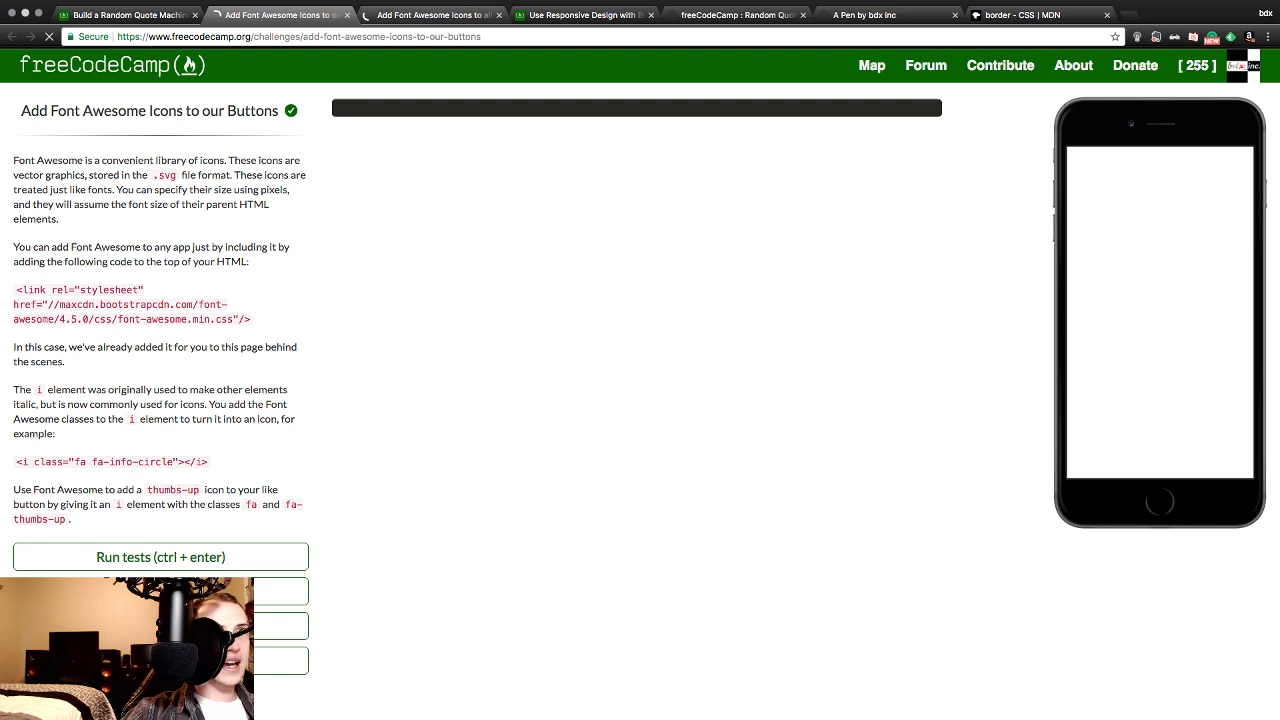 Build a Random Quote Machin
Add Font Awesome Icons to ou
Add Font Awesome Icons to all
Use Responsive Design with B
freeCodeCamp : Random Quo
A Pen by bdx inc
border - CSS | MDN
bdx
Secure
https://www.freecodecamp.org/challenges/add-font-awesome-icons-to-our-buttons
NEW
freeCodeCamp
Map
Forum
Contribute
About
Donate
[ 255 ]
bdx inc.
Add Font Awesome Icons to our Buttons
Font Awesome is a convenient library of icons. These icons are
vector graphics, stored in the .svg file format. These icons are
treated just like fonts. You can specify their size using pixels,
and they will assume the font size of their parent HTML
elements.
You can add Font Awesome to any app just by including it by
adding the following code to the top of your HTML:
<link rel="stylesheet"
href="//maxcdn.bootstrapcdn.com/font-
awesome/4.5.0/css/font-awesome.min.css"/>
In this case, we've already added it for you to this page behind
the scenes.
The i element was originally used to make other elements
italic, but is now commonly used for icons. You add the Font
Awesome classes to the i element to turn it into an icon, for
example:
<i class="fa fa-info-circle"></i>
Use Font Awesome to add a thumbs-up icon to your like
button by giving it an i element with the classes fa and fa-
thumbs-up .
Run tests (ctrl + enter)